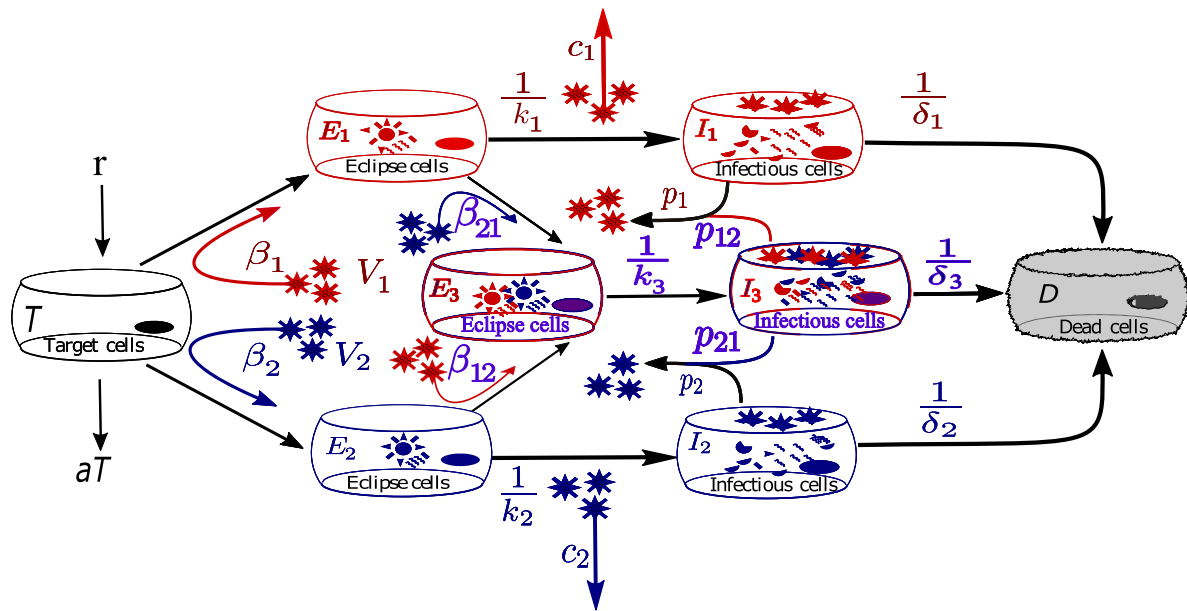 c₁
1/k₁
1/δ₁
E₁
Eclipse cells
I₁
Infectious cells
r
β₂₁
p₁
p₁₂
β₁
V₁
E₃
Eclipse cells
1/k₃
I₃
Infectious cells
1/δ₃
D
Dead cells
T
Target cells
β₂
V₂
β₁₂
p₂₁
p₂
aT
E₂
Eclipse cells
I₂
Infectious cells
1/δ₂
1/k₂
c₂